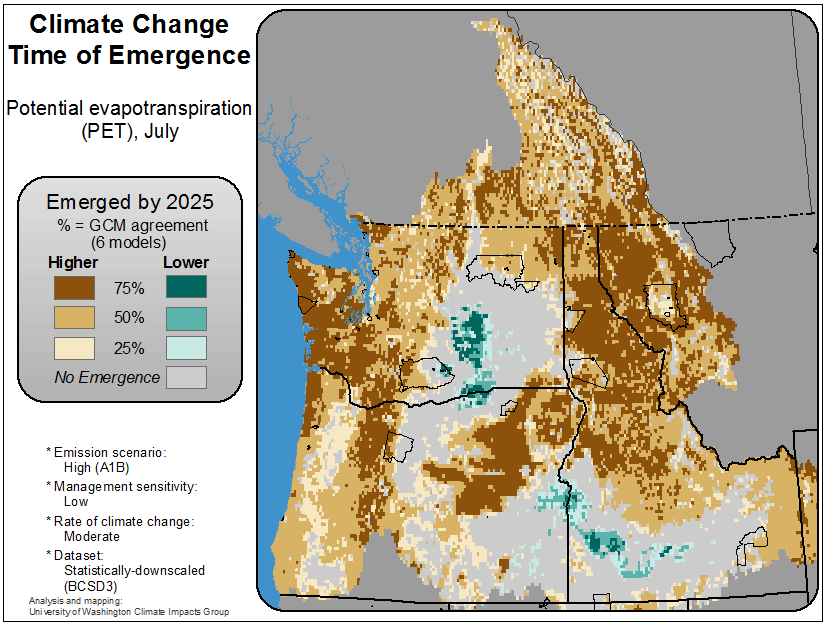 Climate Change
Time of Emergence
Potential evapotranspiration
(PET), July
Emerged by 2025
% = GCM agreement
(6 models)
Higher Lower
75%
50%
25%
No Emergence
* Emission scenario:
High (A1B)
* Management sensitivity:
Low
* Rate of climate change:
Moderate
* Dataset:
Statistically-downscaled
(BCSD3)
Analysis and mapping:
University of Washington Climate Impacts Group